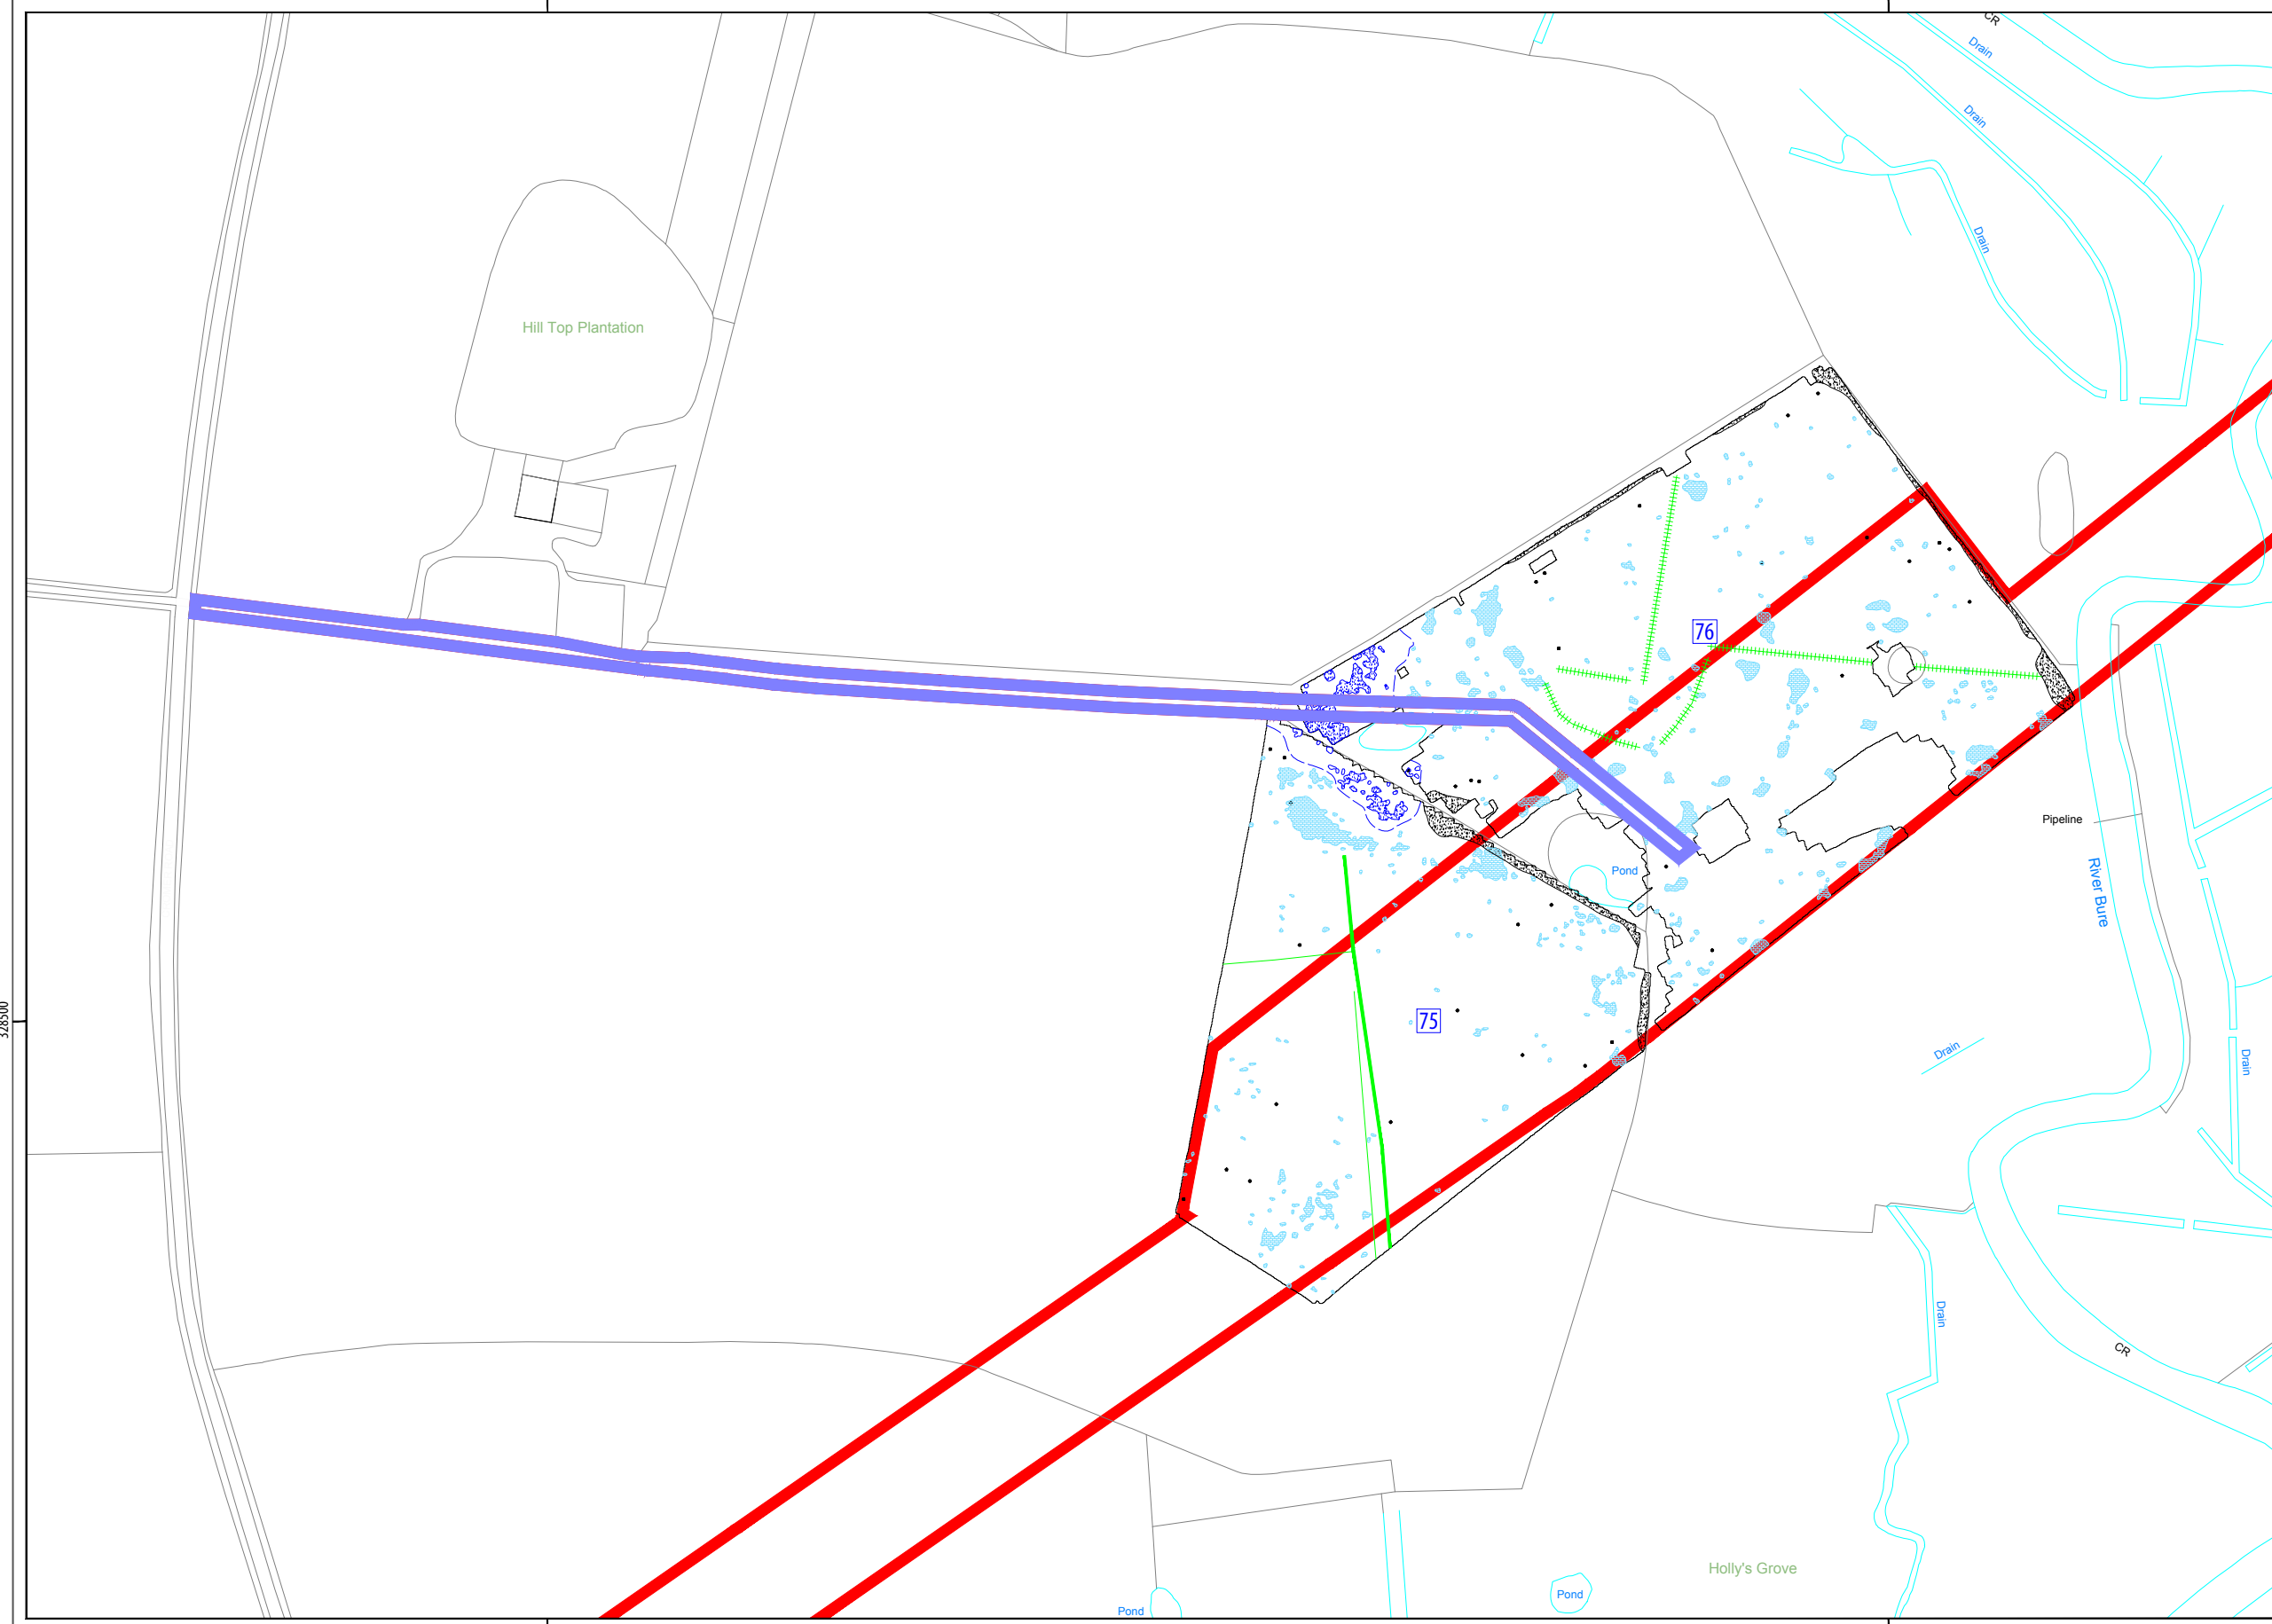 CR
Drain
Drain
Drain
Hill Top Plantation
76
Pipeline
Pond
River Bure
328500
75
Drain
Drain
Drain
CR
Holly's Grove
Pond
Pond